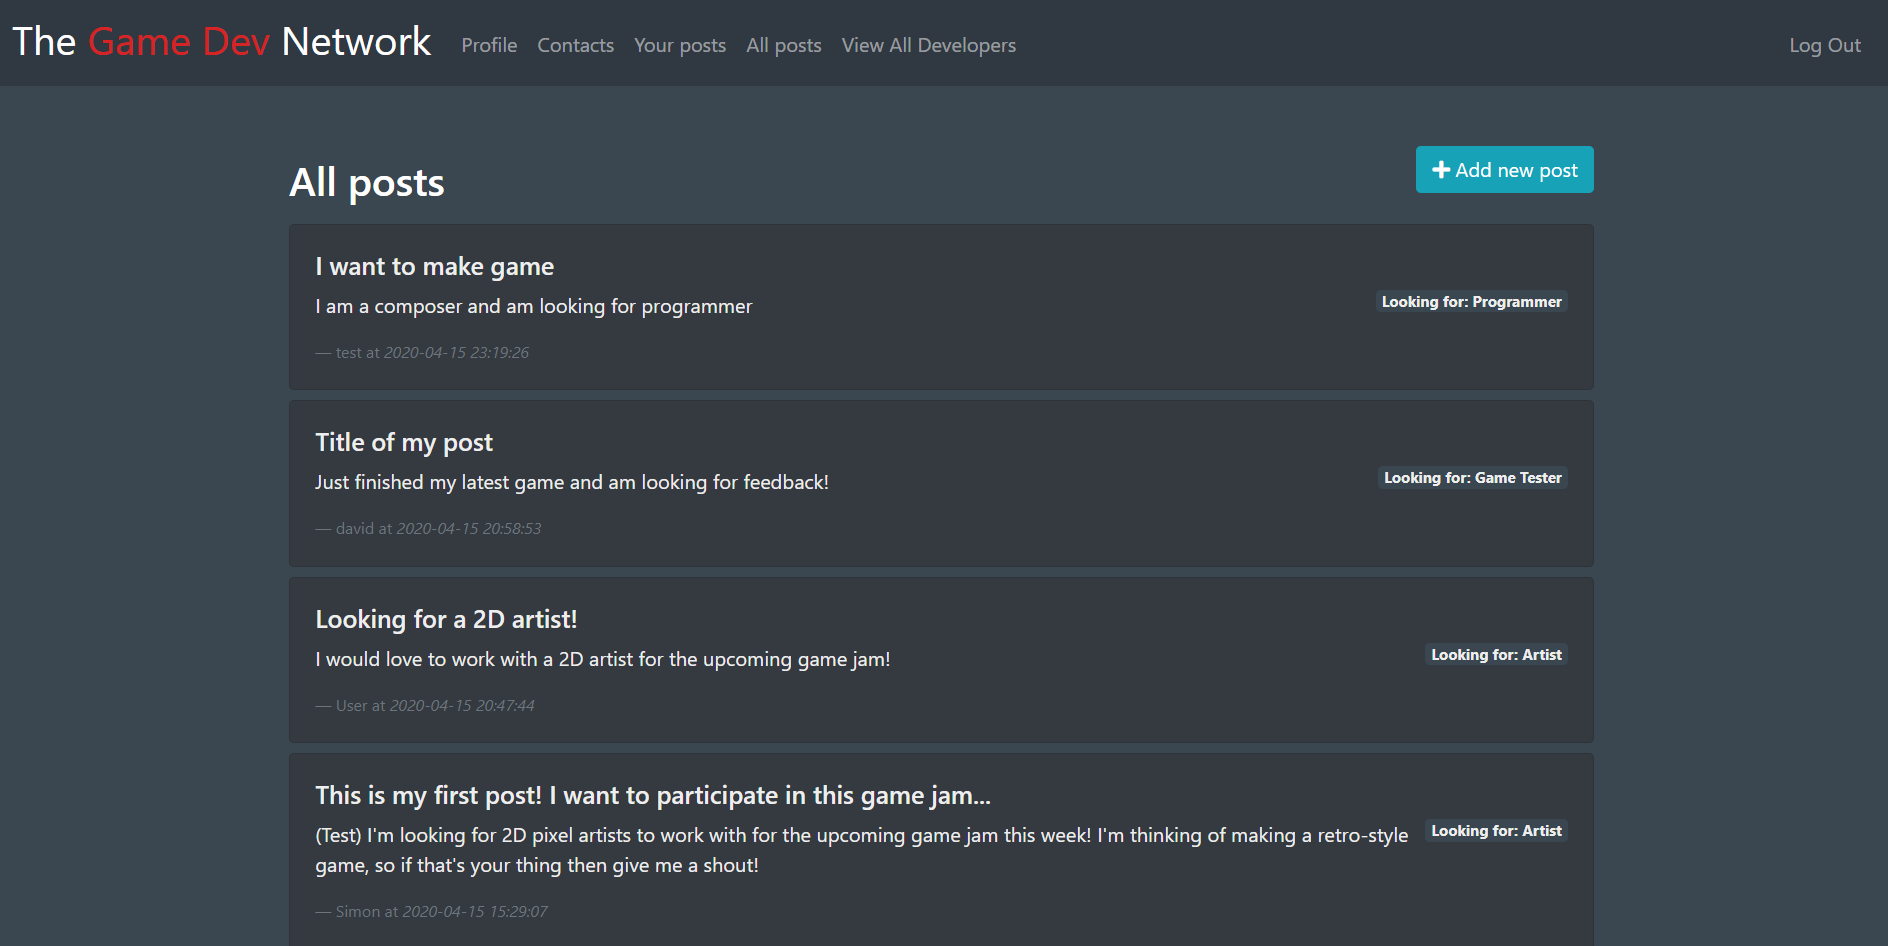 The Game Dev Network Profile Contacts Your posts All posts View All Developers Log Out
All posts
Add new post
I want to make game
I am a composer and am looking for programmer
Looking for: Programmer
— test at 2020-04-15 23:19:26
Title of my post
Just finished my latest game and am looking for feedback!
Looking for: Game Tester
— david at 2020-04-15 20:58:53
Looking for a 2D artist!
I would love to work with a 2D artist for the upcoming game jam!
Looking for: Artist
— User at 2020-04-15 20:47:44
This is my first post! I want to participate in this game jam...
(Test) I'm looking for 2D pixel artists to work with for the upcoming game jam this week! I'm thinking of making a retro-style
game, so if that's your thing then give me a shout!
Looking for: Artist
— Simon at 2020-04-15 15:29:07